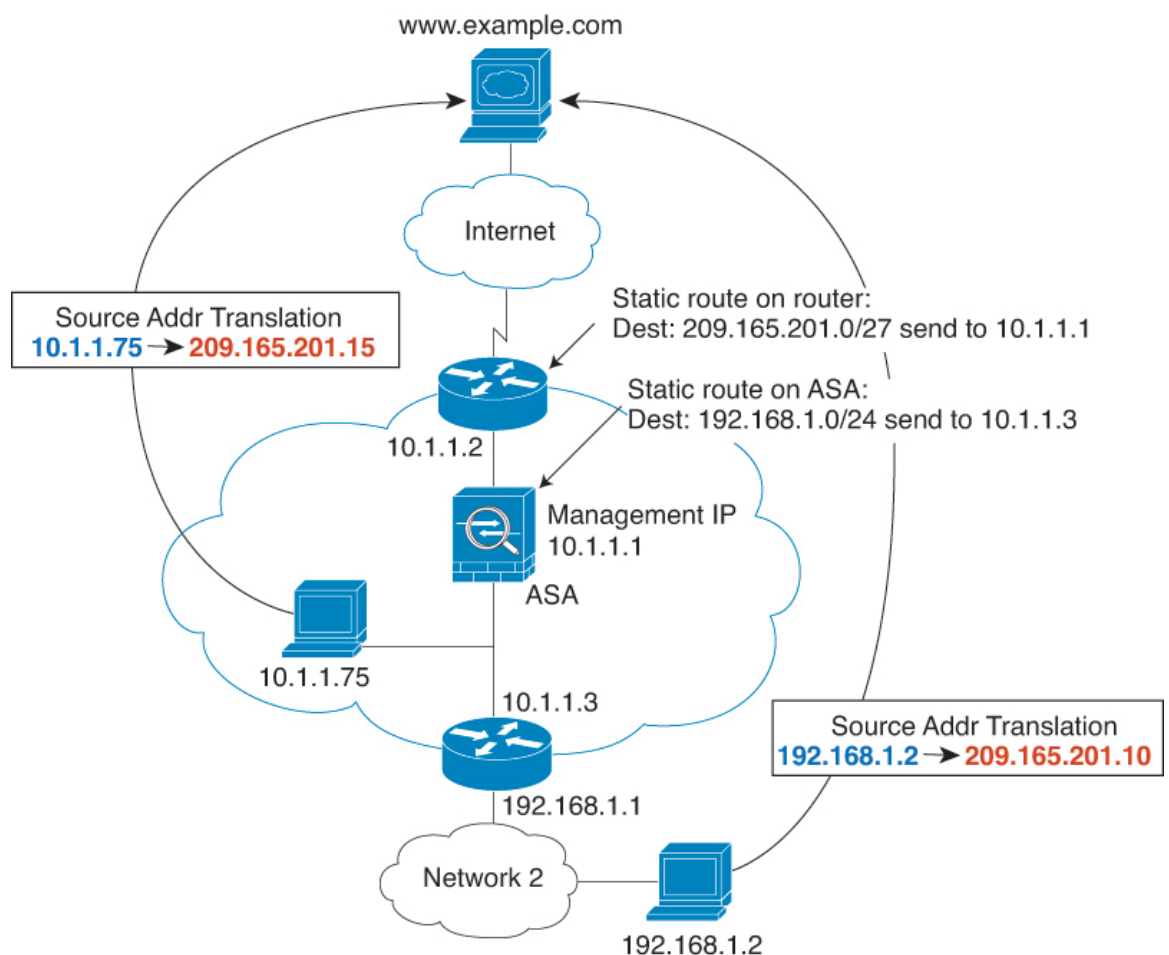 www.example.com
Internet
Static route on router:
Dest: 209.165.201.0/27 send to 10.1.1.1
Source Addr Translation
10.1.1.75 209.165.201.15
Static route on ASA:
Dest: 192.168.1.0/24 send to 10.1.1.3
10.1.1.2
Management IP
10.1.1.1
ASA
10.1.1.75
10.1.1.3
Source Addr Translation
192.168.1.2 209.165.201.10
192.168.1.1
Network 2
192.168.1.2